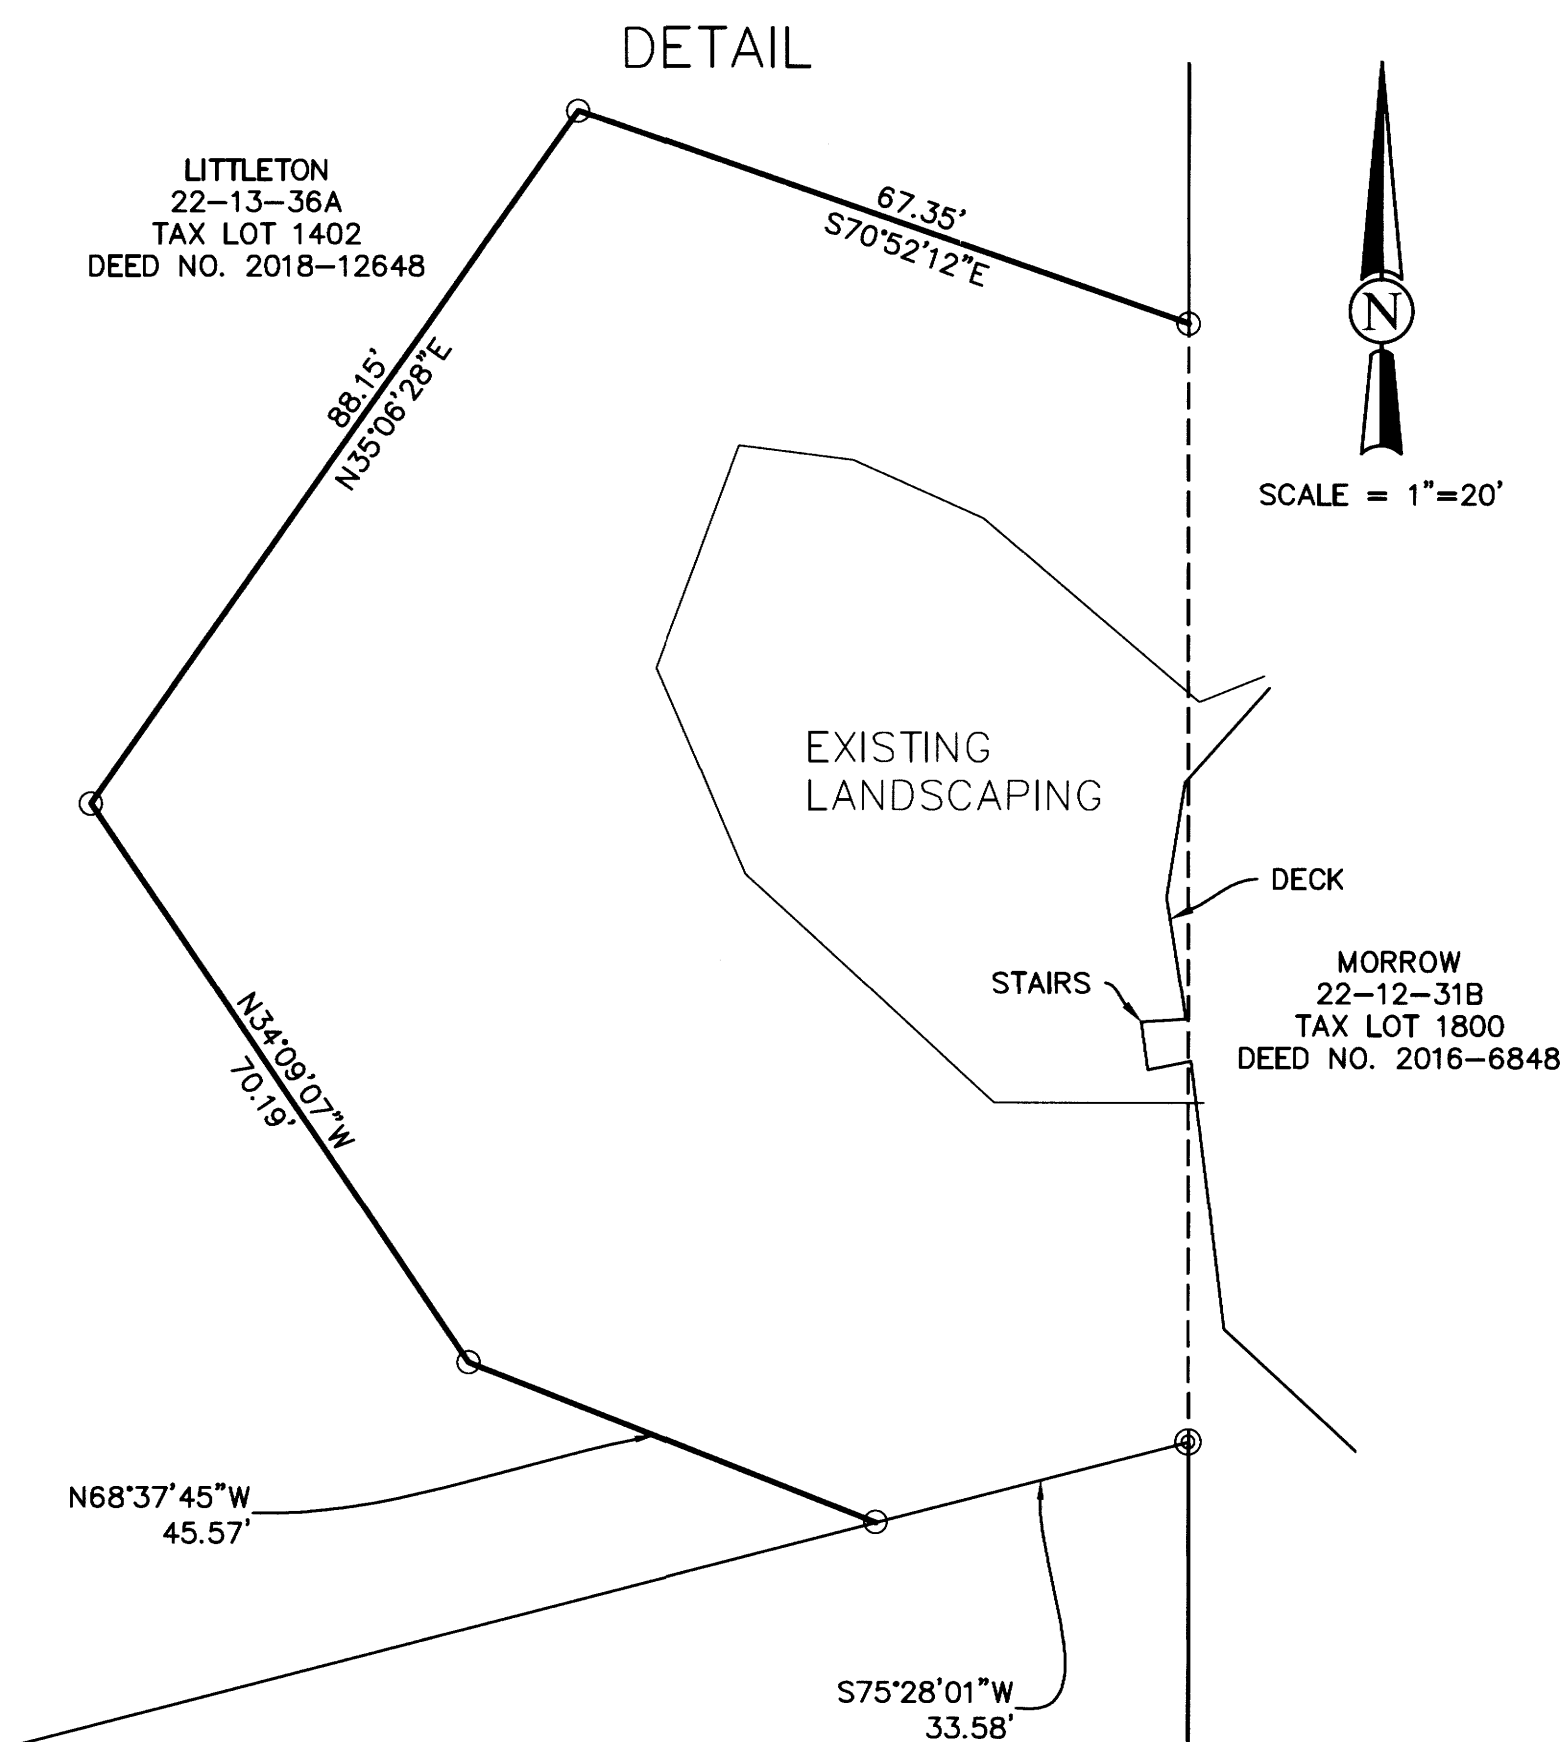 DETAIL
LITTLETON
22-13-36A
TAX LOT 1402
DEED NO. 2018-12648
67.35'
S70°52'12"E
N
SCALE = 1"=20'
88.15'
N35°06'28"E
EXISTING
LANDSCAPING
DECK
STAIRS
MORROW
22-12-31B
TAX LOT 1800
DEED NO. 2016-6848
N34°09'07"W
70.19'
N68°37'45"W
45.57'
S75°28'01"W
33.58'